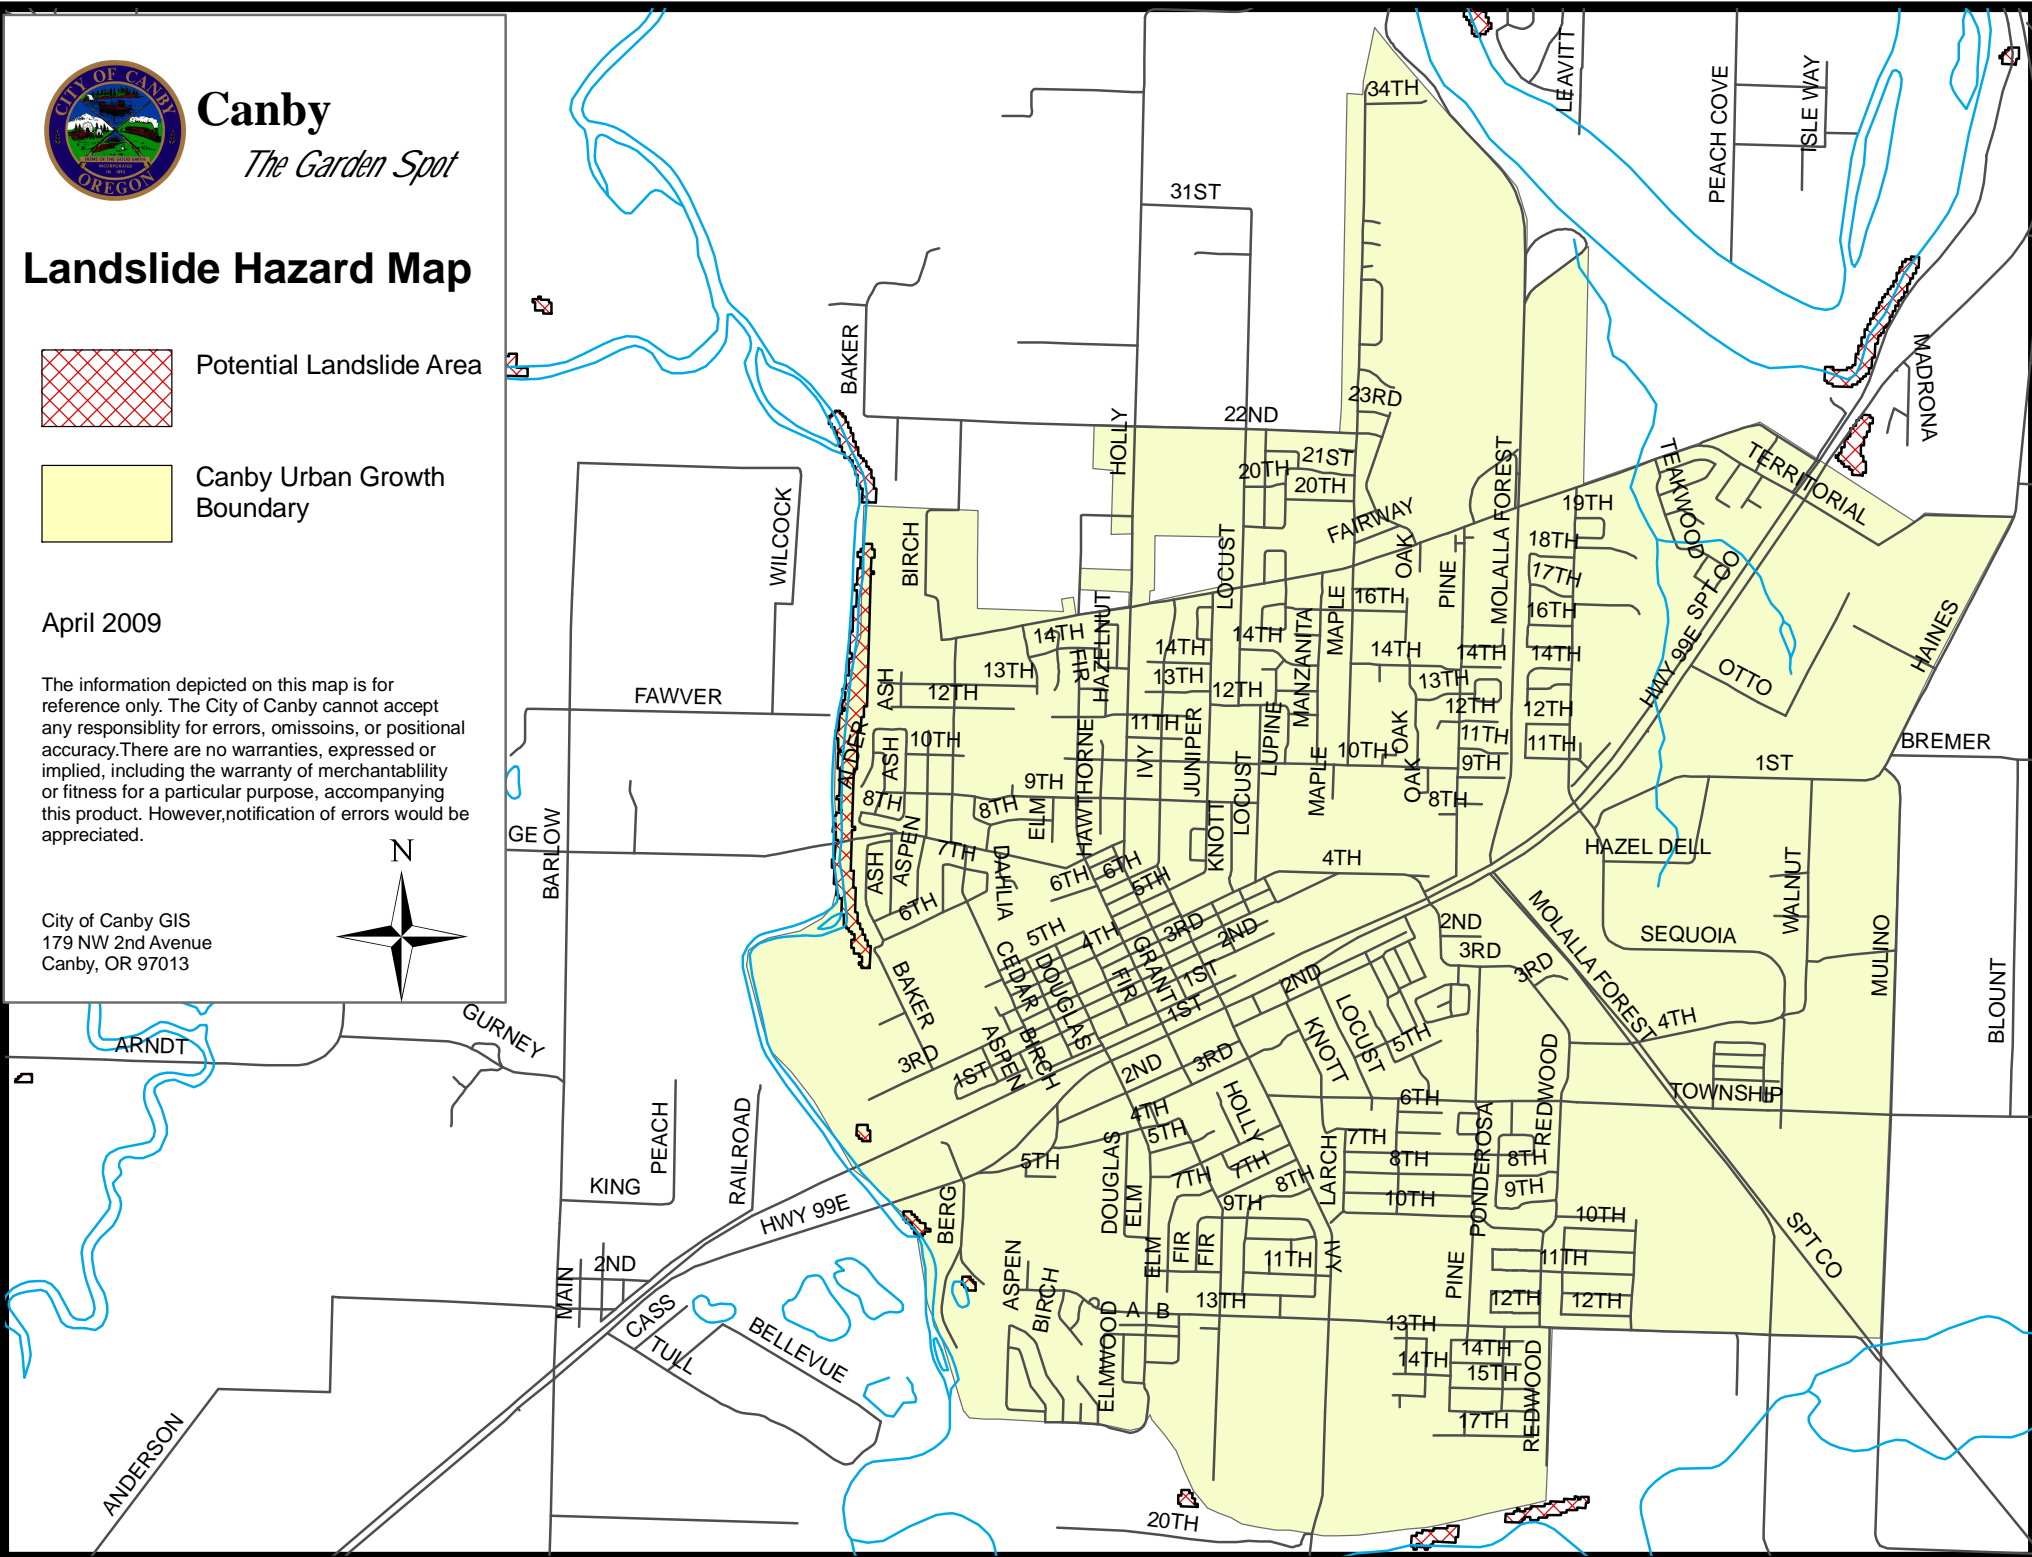 CITY OF CANBY
HOME OF THE GOOD EARTH
INCORPORATED
IN 1893
OREGON
Canby
The Garden Spot
Landslide Hazard Map
Potential Landslide Area
Canby Urban Growth
Boundary
April 2009
The information depicted on this map is for
reference only. The City of Canby cannot accept
any responsiblity for errors, omissoins, or positional
accuracy.There are no warranties, expressed or
implied, including the warranty of merchantablility
or fitness for a particular purpose, accompanying
this product. However,notification of errors would be
appreciated.
N
City of Canby GIS
179 NW 2nd Avenue
Canby, OR 97013
34TH
LEAVITT
PEACH COVE
ISLE WAY
31ST
BAKER
MADRONA
23RD
22ND
HOLLY
21ST
20TH
20TH
MOLALLA FOREST
TEAKWOOD
TERRITORIAL
WILCOCK
BIRCH
LOCUST
FAIRWAY
OAK
PINE
19TH
18TH
17TH
16TH
16TH
HWY 99E SPT CO
HAZELNUT
14TH
FIR
14TH
14TH
MANZANITA
MAPLE
14TH
14TH
14TH
HAINES
OTTO
13TH
12TH
ASH
13TH
12TH
13TH
12TH
12TH
FAWVER
ALDER
ASH
10TH
HAWTHORNE
11TH
IVY
JUNIPER
LUPINE
10TH
OAK
11TH
11TH
BREMER
1ST
9TH
9TH
8TH
8TH
ELM
KNOTT
LOCUST
MAPLE
OAK
8TH
GE
BARLOW
ASH
ASPEN
7TH
DAHLIA
6TH
6TH
5TH
4TH
HAZEL DELL
WALNUT
6TH
5TH
4TH
3RD
2ND
2ND
3RD
3RD
MOLALLA FOREST
SEQUOIA
MULINO
BLOUNT
BAKER
CEDAR
DOUGLAS
FIR
GRANT
1ST
1ST
2ND
LOCUST
KNOTT
5TH
4TH
GURNEY
ARNDT
3RD
1ST
ASPEN
BIRCH
2ND
3RD
REDWOOD
TOWNSHIP
PEACH
RAILROAD
HOLLY
4TH
5TH
6TH
7TH
PONDEROSA
5TH
DOUGLAS
ELM
7TH
7TH
8TH
LARCH
8TH
8TH
KING
BERG
HWY 99E
9TH
10TH
9TH
10TH
SPT CO
MAIN
2ND
ASPEN
BIRCH
ELM
FIR
FIR
11TH
IVY
PINE
11TH
12TH
12TH
CASS
TULL
BELLEVUE
ELMWOOD
A
B
13TH
13TH
14TH
14TH
15TH
REDWOOD
17TH
ANDERSON
20TH